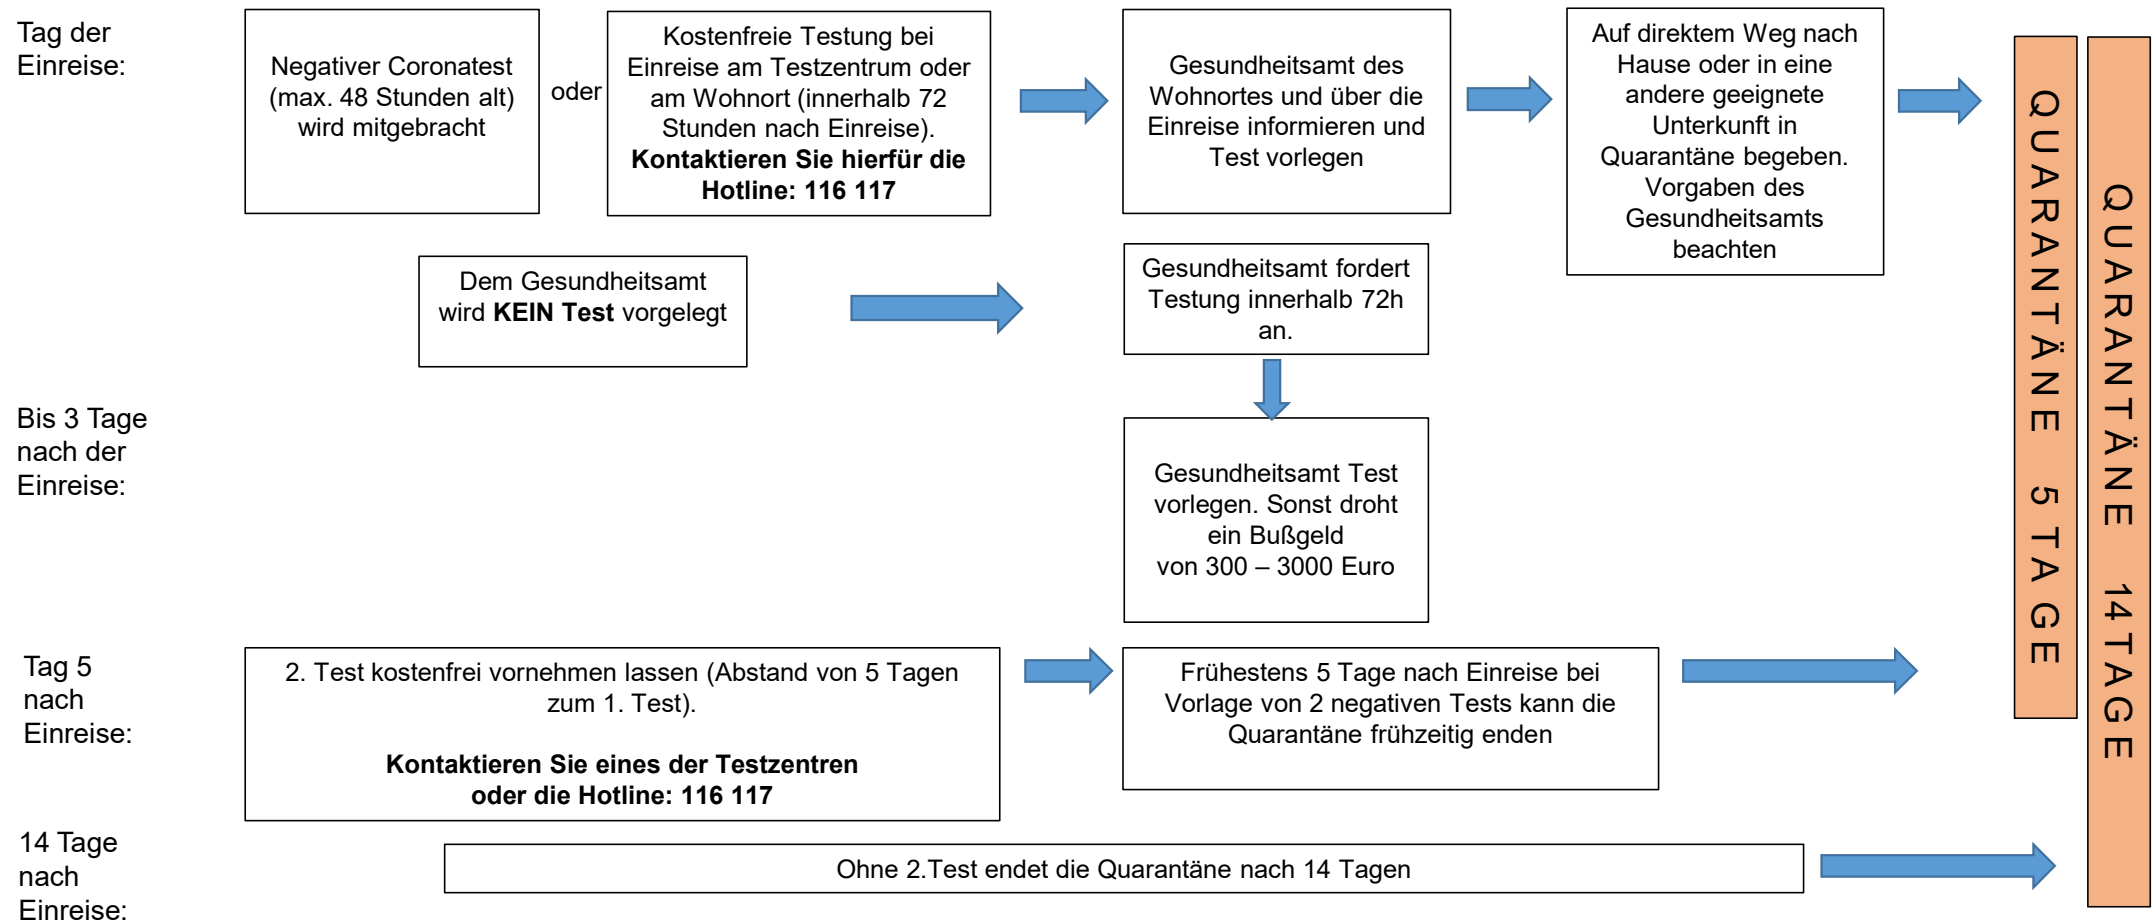 Tag der
Einreise:
Negativer Coronatest
(max. 48 Stunden alt)
wird mitgebracht
oder
Kostenfreie Testung bei
Einreise am Testzentrum oder
am Wohnort (innerhalb 72
Stunden nach Einreise).
Kontaktieren Sie hierfür die
Hotline: 116 117
Gesundheitsamt des
Wohnortes und über die
Einreise informieren und
Test vorlegen
Auf direktem Weg nach
Hause oder in eine
andere geeignete
Unterkunft in
Quarantäne begeben.
Vorgaben des
Gesundheitsamts
beachten
QUARANTÄNE 5 TAGE
QUARANTÄNE 14 TAGE
Dem Gesundheitsamt
wird KEIN Test vorgelegt
Gesundheitsamt fordert
Testung innerhalb 72h
an.
Bis 3 Tage
nach der
Einreise:
Gesundheitsamt Test
vorlegen. Sonst droht
ein Bußgeld
von 300 – 3000 Euro
Tag 5
nach
Einreise:
2. Test kostenfrei vornehmen lassen (Abstand von 5 Tagen
zum 1. Test).
Kontaktieren Sie eines der Testzentren
oder die Hotline: 116 117
Frühestens 5 Tage nach Einreise bei
Vorlage von 2 negativen Tests kann die
Quarantäne frühzeitig enden
14 Tage
nach
Einreise:
Ohne 2.Test endet die Quarantäne nach 14 Tagen